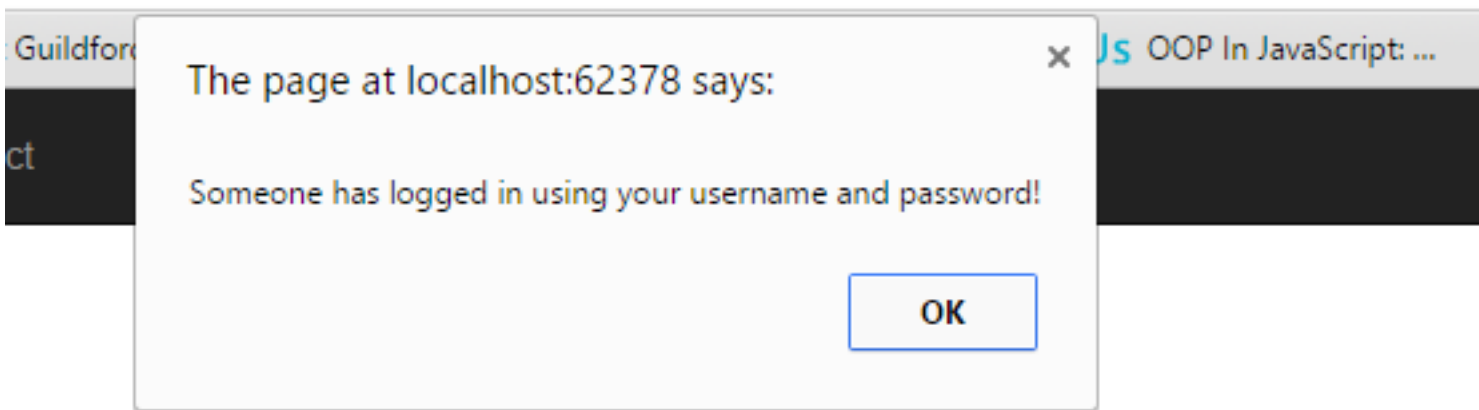 Guildford
Js OOP In JavaScript: ...
ct
The page at localhost:62378 says:
Someone has logged in using your username and password!
OK